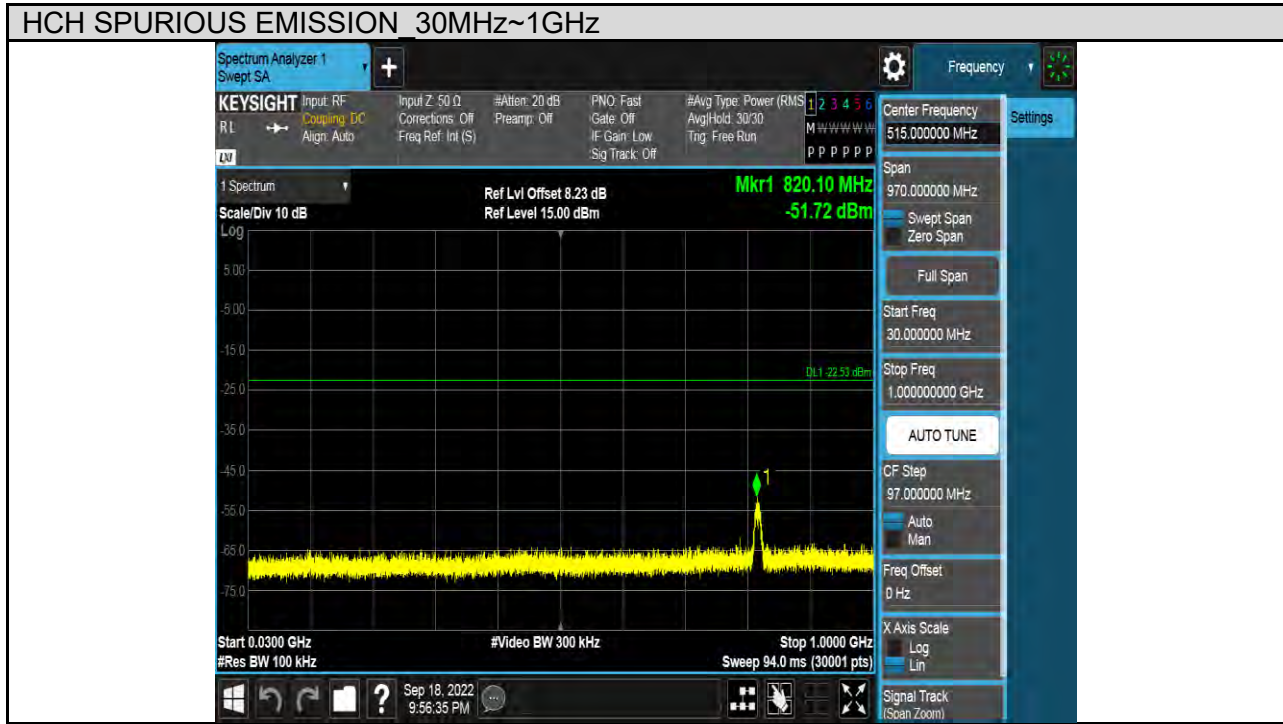 HCH SPURIOUS EMISSION_30MHz~1GHz
Spectrum Analyzer 1
Swept SA
Frequency
KEYSIGHT
RL
LXI
Input: RF
Coupling: DC
Align: Auto
Input Z: 50 Ω
Corrections: Off
Freq Ref: Int (S)
#Atten: 20 dB
Preamp: Off
PNO: Fast
Gate: Off
IF Gain: Low
Sig Track: Off
#Avg Type: Power (RMS
Avg|Hold: 30/30
Trig: Free Run
1 2 3 4 5 6
M W W W W W
P P P P P P
1 Spectrum
Scale/Div 10 dB
Log
Ref Lvl Offset 8.23 dB
Ref Level 15.00 dBm
Mkr1 820.10 MHz
-51.72 dBm
5.00
-5.00
-15.0
DL1 -22.53 dBm
-25.0
-35.0
-45.0
1
-55.0
-65.0
-75.0
Start 0.0300 GHz
#Res BW 100 kHz
#Video BW 300 kHz
Stop 1.0000 GHz
Sweep 94.0 ms (30001 pts)
Sep 18, 2022
9:56:35 PM
Center Frequency
515.000000 MHz
Settings
Span
970.000000 MHz
Swept Span
Zero Span
Full Span
Start Freq
30.000000 MHz
Stop Freq
1.000000000 GHz
AUTO TUNE
CF Step
97.000000 MHz
Auto
Man
Freq Offset
0 Hz
X Axis Scale
Log
Lin
Signal Track
(Span Zoom)